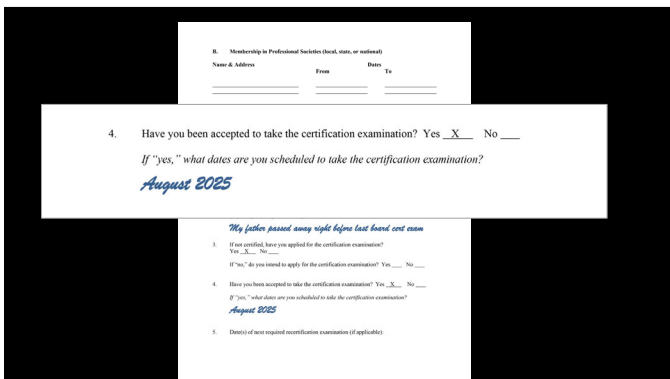 B. Membership in Professional Societies (local, state, or national)
Name & Address Dates
From To
4. Have you been accepted to take the certification examination? Yes X No
If "yes," what dates are you scheduled to take the certification examination?
August 2025
My father passed away right before last board cert exam
3. If not certified, have you applied for the certification examination?
Yes X No
If "no," do you intend to apply for the certification examination? Yes No
4. Have you been accepted to take the certification examination? Yes X No
If "yes," what dates are you scheduled to take the certification examination?
August 2025
5. Date(s) of next required recertification examination (if applicable):